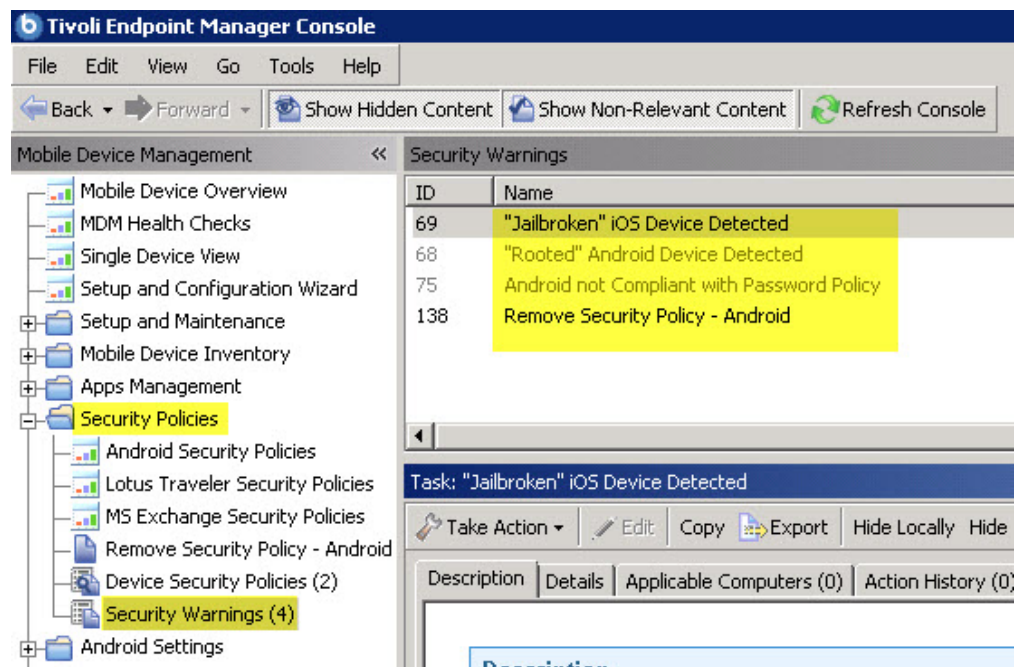 Tivoli Endpoint Manager Console
File Edit View Go Tools Help
Back Forward Show Hidden Content Show Non-Relevant Content Refresh Console
Mobile Device Management
Mobile Device Overview
MDM Health Checks
Single Device View
Setup and Configuration Wizard
Setup and Maintenance
Mobile Device Inventory
Apps Management
Security Policies
Android Security Policies
Lotus Traveler Security Policies
MS Exchange Security Policies
Remove Security Policy - Android
Device Security Policies (2)
Security Warnings (4)
Android Settings
Security Warnings
ID Name
69 "Jailbroken" iOS Device Detected
68 "Rooted" Android Device Detected
75 Android not Compliant with Password Policy
138 Remove Security Policy - Android
Task: "Jailbroken" iOS Device Detected
Take Action Edit Copy Export Hide Locally Hide
Description Details Applicable Computers (0) Action History (0)
Description